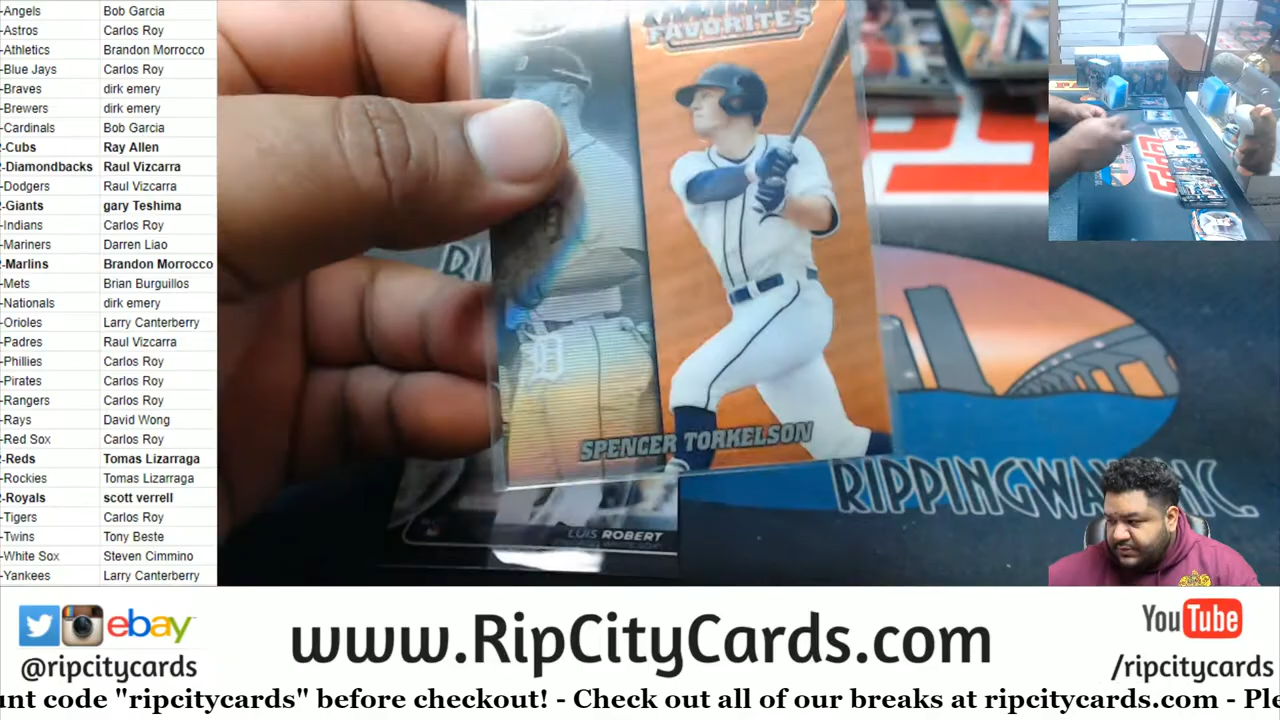 -Angels Bob Garcia
-Astros Carlos Roy
-Athletics Brandon Morrocco
-Blue Jays Carlos Roy
-Braves dirk emery
-Brewers dirk emery
-Cardinals Bob Garcia
-Cubs Ray Allen
-Diamondbacks Raul Vizcarra
-Dodgers Raul Vizcarra
-Giants gary Teshima
-Indians Carlos Roy
-Mariners Darren Liao
-Marlins Brandon Morrocco
-Mets Brian Burguillos
-Nationals dirk emery
-Orioles Larry Canterberry
-Padres Raul Vizcarra
-Phillies Carlos Roy
-Pirates Carlos Roy
-Rangers Carlos Roy
-Rays David Wong
-Red Sox Carlos Roy
-Reds Tomas Lizarraga
-Rockies Tomas Lizarraga
-Royals scott verrell
-Tigers Carlos Roy
-Twins Tony Beste
-White Sox Steven Cimmino
-Yankees Larry Canterberry
FAVORITES
D
SPENCER TORKELSON
LUIS ROBERT
RIPPINGWAX INC.
ebay
@ripcitycards
www.RipCityCards.com
YouTube
/ripcitycards
unt code "ripcitycards" before checkout! - Check out all of our breaks at ripcitycards.com - Ple